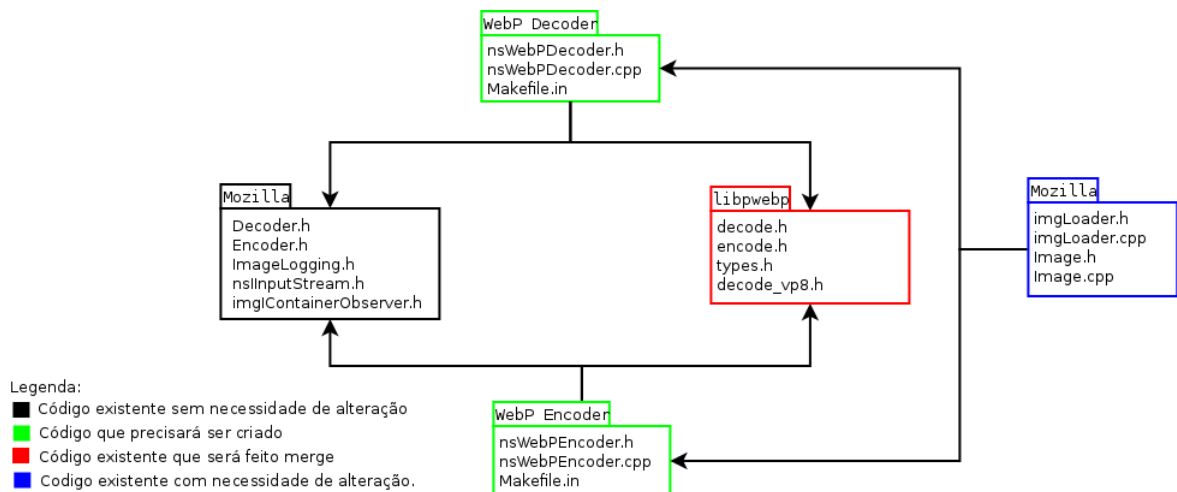 WebP Decoder
nsWebPDecoder.h
nsWebPDecoder.cpp
Makefile.in
Mozilla
Decoder.h
Encoder.h
ImageLogging.h
nsIInputStream.h
imgIContainerObserver.h
libpwebp
decode.h
encode.h
types.h
decode_vp8.h
Mozilla
imgLoader.h
imgLoader.cpp
Image.h
Image.cpp
WebP Encoder
nsWebPEncoder.h
nsWebPEncoder.cpp
Makefile.in
Legenda:
Código existente sem necessidade de alteração
Código que precisará ser criado
Código existente que será feito merge
Codigo existente com necessidade de alteração.